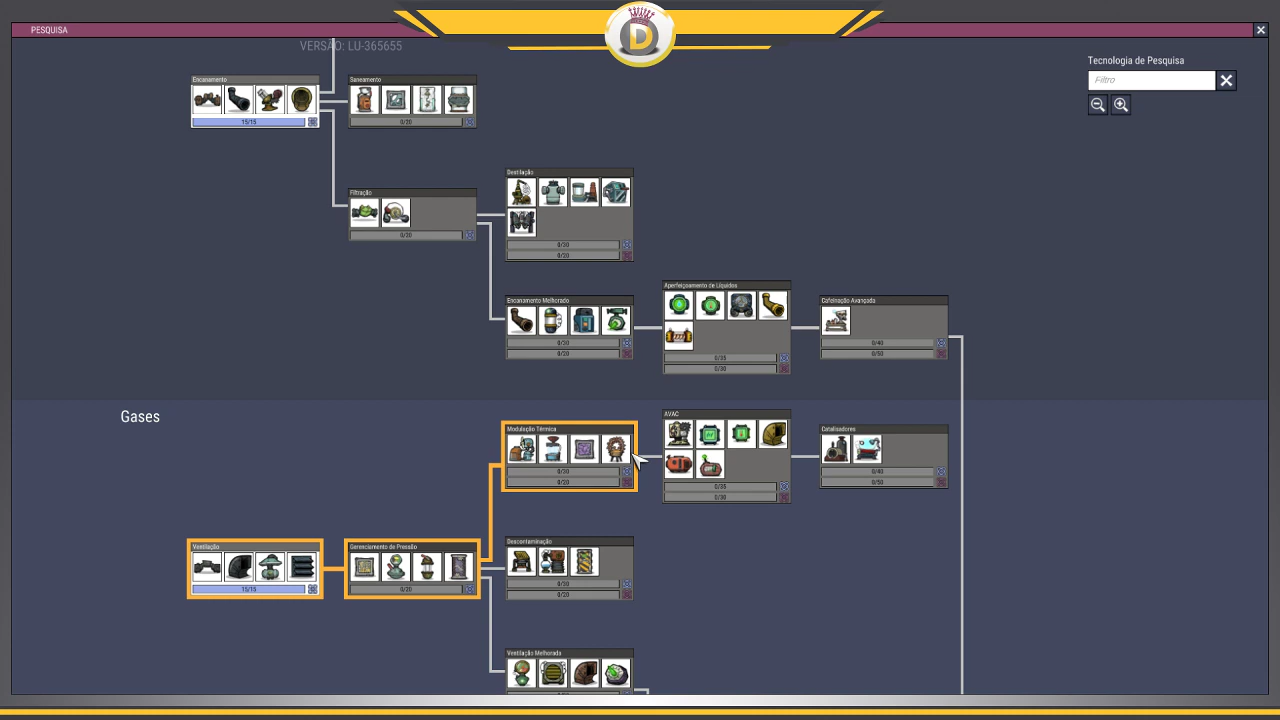 PESQUISA
VERSÃO: LU-365655
Tecnologia de Pesquisa
Filtro
Encanamento
15/15
Saneamento
0/20
Filtração
0/20
Destilação
0/30
0/20
Encanamento Melhorado
0/30
0/20
Aperfeiçoamento de Líquidos
0/35
0/30
Cafeinação Avançada
0/40
0/50
Gases
Modulação Térmica
0/30
0/20
AVAC
0/35
0/30
Catalisadores
0/40
0/50
Ventilação
15/15
Gerenciamento de Pressão
0/20
Descontaminação
0/30
0/20
Ventilação Melhorada
D